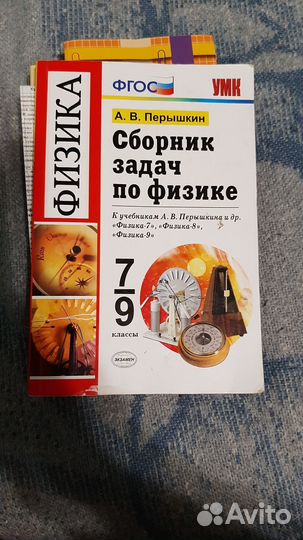 ФИЗИКА
ФГОС
УМК
А. В. Перышкин
Сборник
задач
по физике
К учебникам А. В. Перышкина и др.
«Физика-7», «Физика-8»,
«Физика-9»
7-9
классы
ЭКЗАМЕН
Avito